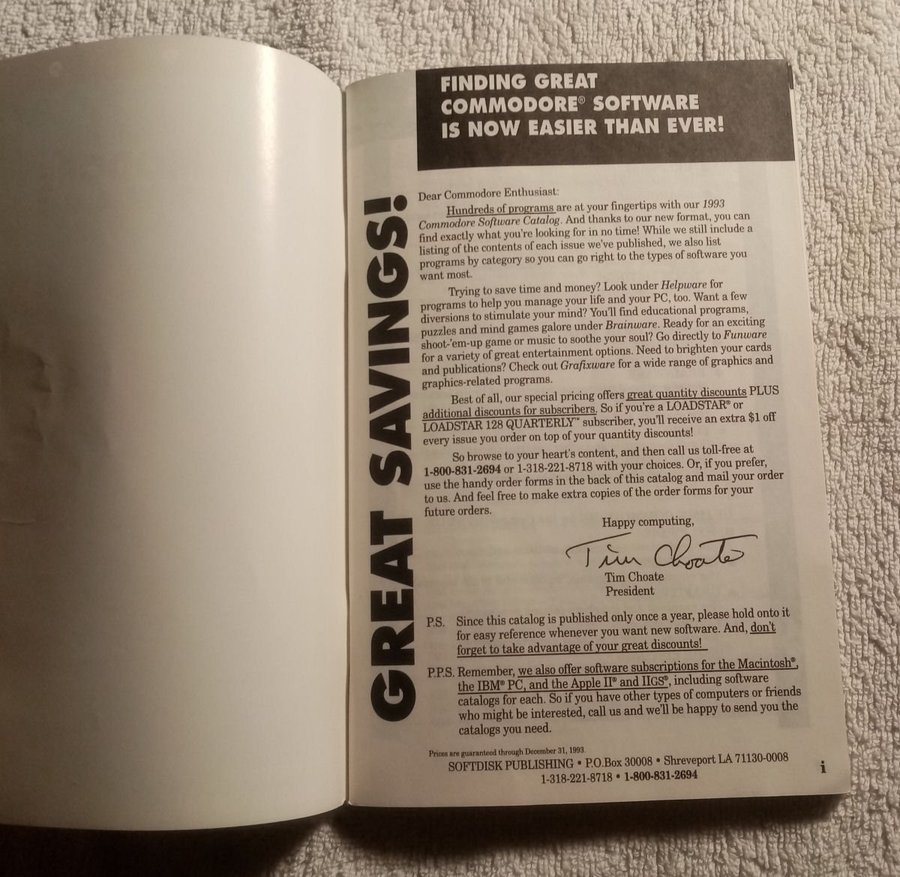 FINDING GREAT
COMMODORE® SOFTWARE
IS NOW EASIER THAN EVER!
GREAT SAVINGS!
Dear Commodore Enthusiast:
Hundreds of programs are at your fingertips with our 1993
Commodore Software Catalog. And thanks to our new format, you can
find exactly what you're looking for in no time! While we still include a
listing of the contents of each issue we've published, we also list
programs by category so you can go right to the types of software you
want most.
Trying to save time and money? Look under Helpware for
programs to help you manage your life and your PC, too. Want a few
diversions to stimulate your mind? You'll find educational programs,
puzzles and mind games galore under Brainware. Ready for an exciting
shoot-'em-up game or music to soothe your soul? Go directly to Funware
for a variety of great entertainment options. Need to brighten your cards
and publications? Check out Grafixware for a wide range of graphics and
graphics-related programs.
Best of all, our special pricing offers great quantity discounts PLUS
additional discounts for subscribers. So if you're a LOADSTAR® or
LOADSTAR 128 QUARTERLY™ subscriber, you'll receive an extra $1 off
every issue you order on top of your quantity discounts!
So browse to your heart's content, and then call us toll-free at
1-800-831-2694 or 1-318-221-8718 with your choices. Or, if you prefer,
use the handy order forms in the back of this catalog and mail your order
to us. And feel free to make extra copies of the order forms for your
future orders.
Happy computing,
Tim Choate
Tim Choate
President
P.S. Since this catalog is published only once a year, please hold onto it
for easy reference whenever you want new software. And, don't
forget to take advantage of your great discounts!
P.P.S. Remember, we also offer software subscriptions for the Macintosh®,
the IBM® PC, and the Apple II® and IIGS®, including software
catalogs for each. So if you have other types of computers or friends
who might be interested, call us and we'll be happy to send you the
catalogs you need.
Prices are guaranteed through December 31, 1993.
SOFTDISK PUBLISHING • P.O.Box 30008 • Shreveport LA 71130-0008
1-318-221-8718 • 1-800-831-2694
i